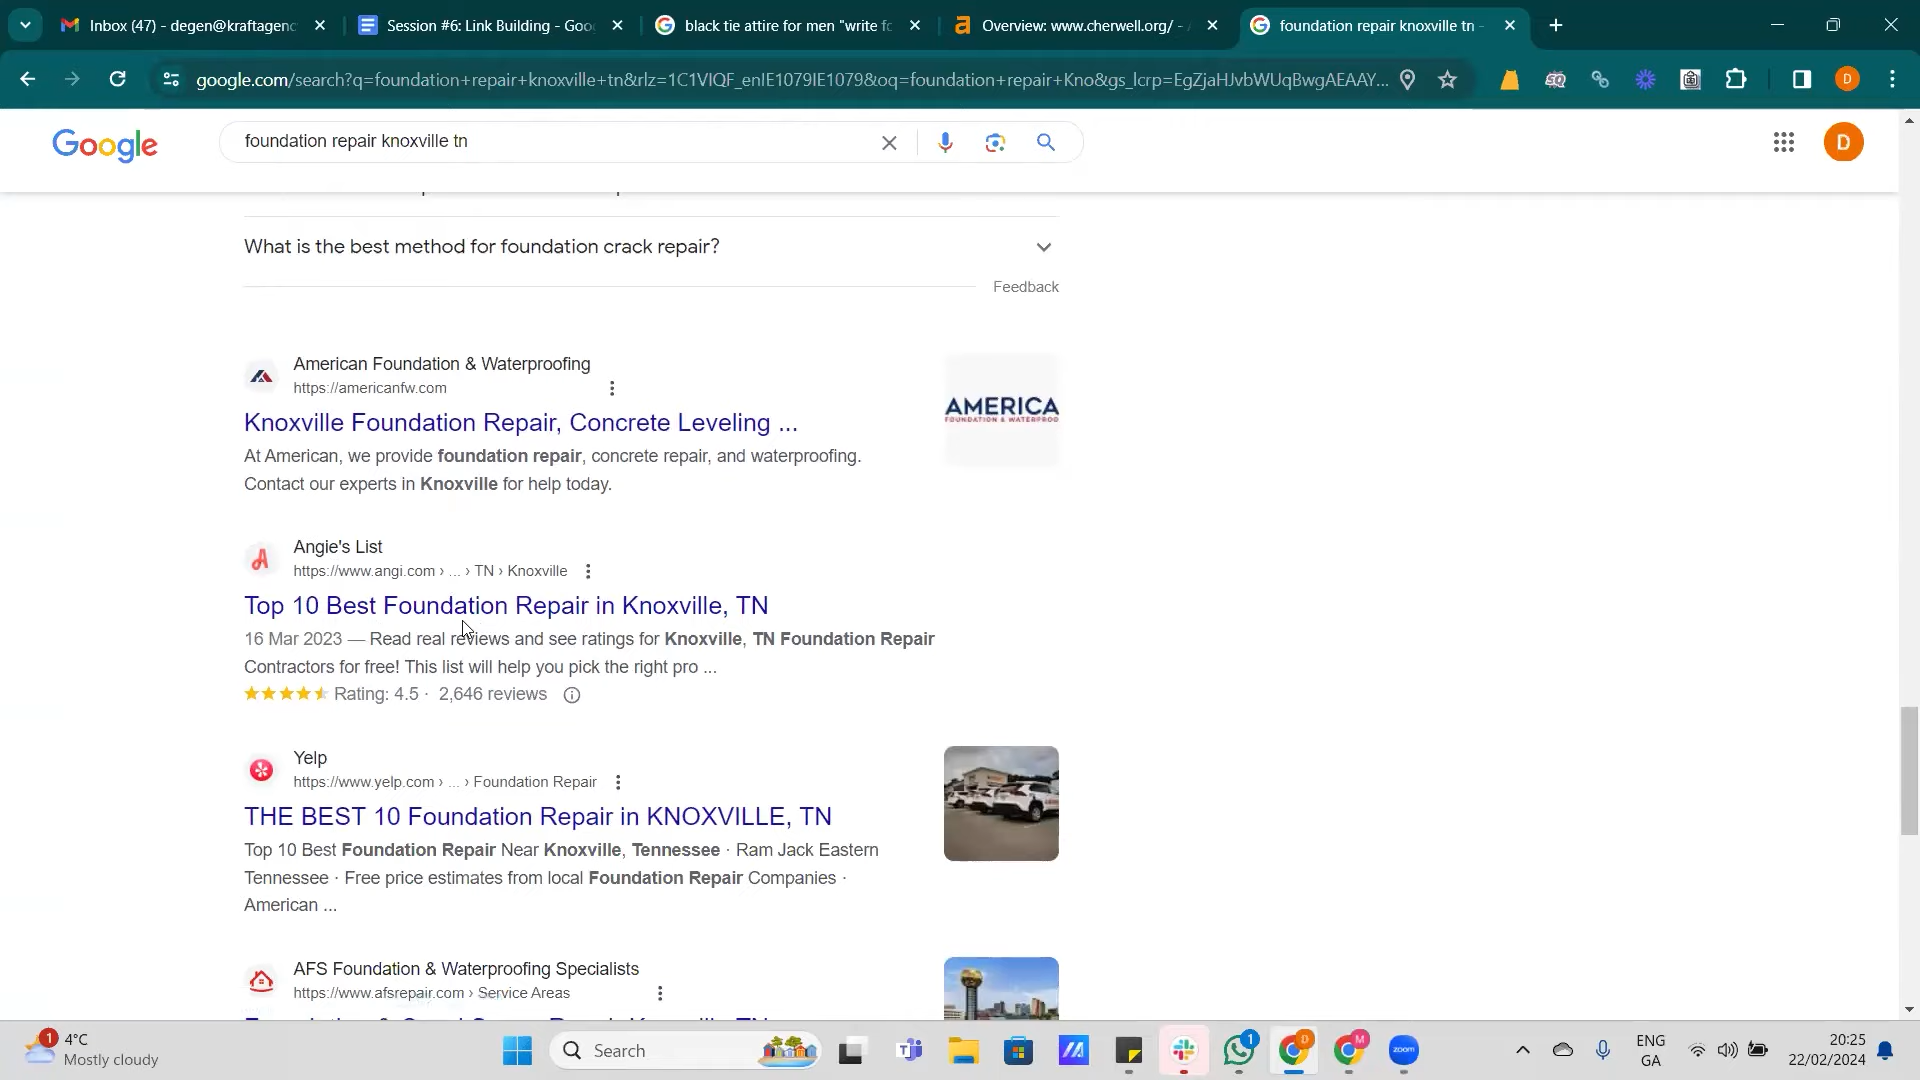 Inbox (47) - degen@kraftagenc
Session #6: Link Building - Goo
black tie attire for men "write fo
Overview: www.cherwell.org/ -
foundation repair knoxville tn -
google.com/search?q=foundation+repair+knoxville+tn&rlz=1C1VIQF_enIE1079IE1079&oq=foundation+repair+Kno&gs_lcrp=EgZjaHJvbWUqBwgAEAAY...
D
Google
foundation repair knoxville tn
D
What is the best method for foundation crack repair?
Feedback
American Foundation & Waterproofing
https://americanfw.com
Knoxville Foundation Repair, Concrete Leveling ...
At American, we provide foundation repair, concrete repair, and waterproofing.
Contact our experts in Knoxville for help today.
AMERICA
FOUNDATION & WATERPROO
Angie's List
https://www.angi.com › ... › TN › Knoxville
Top 10 Best Foundation Repair in Knoxville, TN
16 Mar 2023 — Read real reviews and see ratings for Knoxville, TN Foundation Repair
Contractors for free! This list will help you pick the right pro ...
Rating: 4.5 · 2,646 reviews
Yelp
https://www.yelp.com › ... › Foundation Repair
THE BEST 10 Foundation Repair in KNOXVILLE, TN
Top 10 Best Foundation Repair Near Knoxville, Tennessee · Ram Jack Eastern
Tennessee · Free price estimates from local Foundation Repair Companies ·
American ...
AFS Foundation & Waterproofing Specialists
https://www.afsrepair.com › Service Areas
1
4°C
Mostly cloudy
Search
1
D
M
zoom
ENG
GA
20:25
22/02/2024